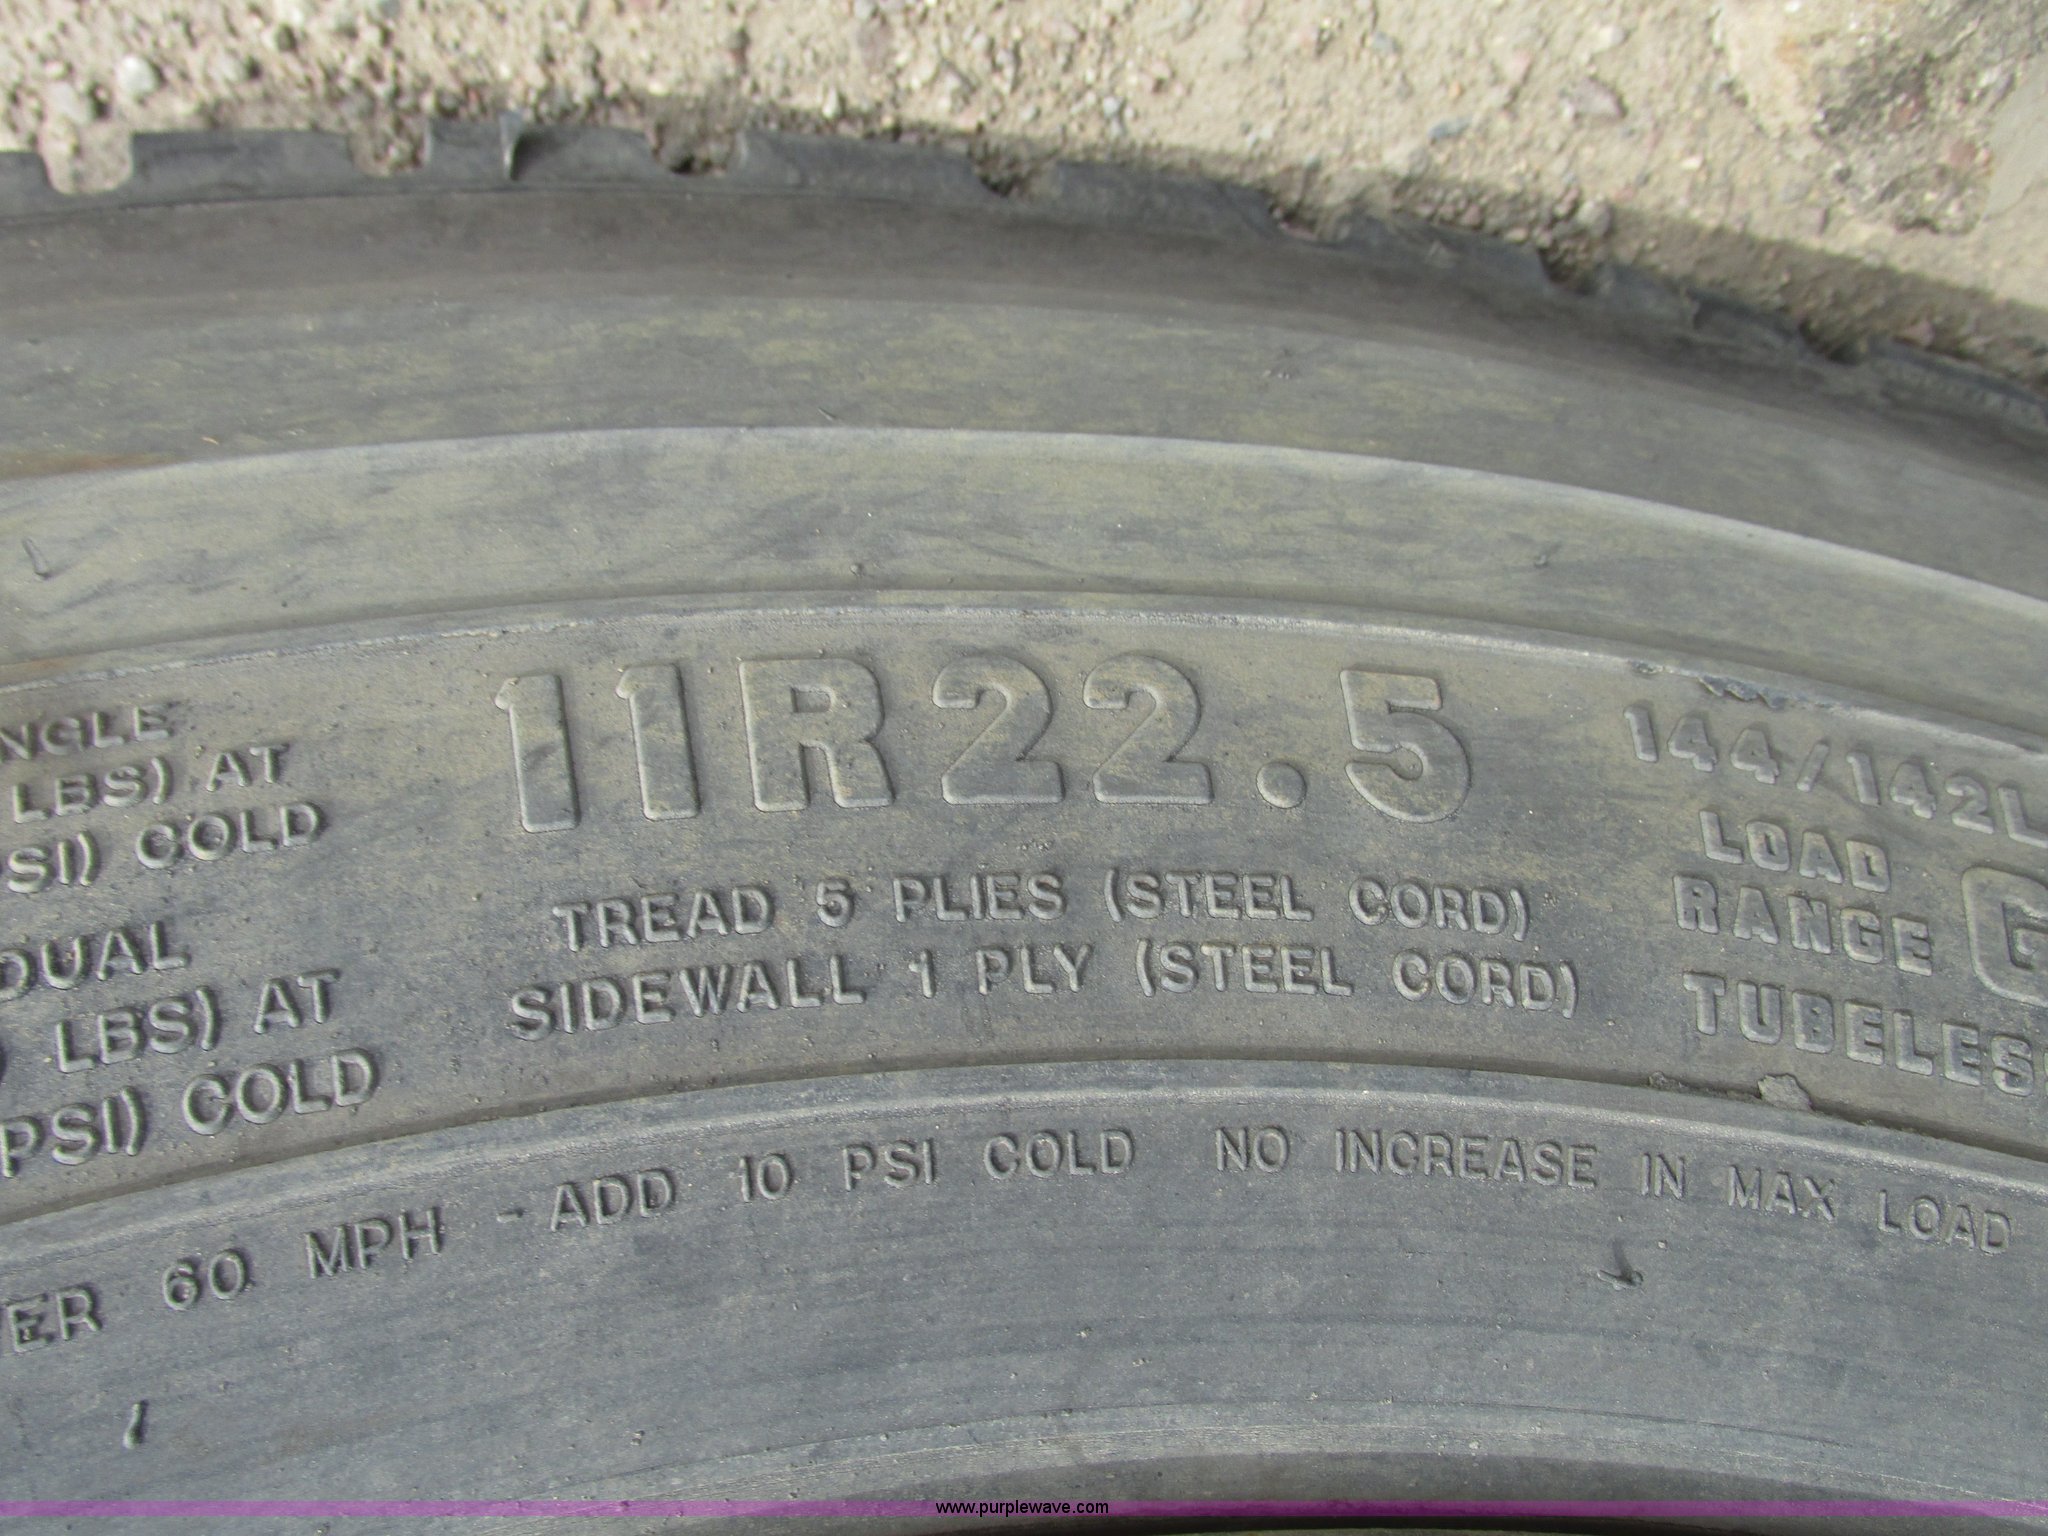 NGLE
LBS) AT
SI) COLD
DUAL
LBS) AT
PSI) COLD
11R22.5
TREAD 5 PLIES (STEEL CORD)
SIDEWALL 1 PLY (STEEL CORD)
144/142L
LOAD
RANGE G
TUBELESS
ER 60 MPH - ADD 10 PSI COLD NO INCREASE IN MAX LOAD
www.purplewave.com